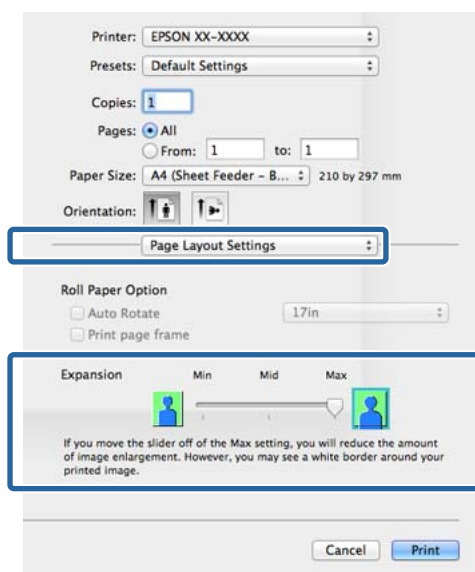 Printer: EPSON XX-XXXX
Presets: Default Settings
Copies: 1
Pages: All
From: 1 to: 1
Paper Size: A4 (Sheet Feeder - B... 210 by 297 mm
Orientation:
Page Layout Settings
Roll Paper Option
Auto Rotate 17in
Print page frame
Expansion Min Mid Max
If you move the slider off of the Max setting, you will reduce the amount
of image enlargement. However, you may see a white border around your
printed image.
Cancel Print